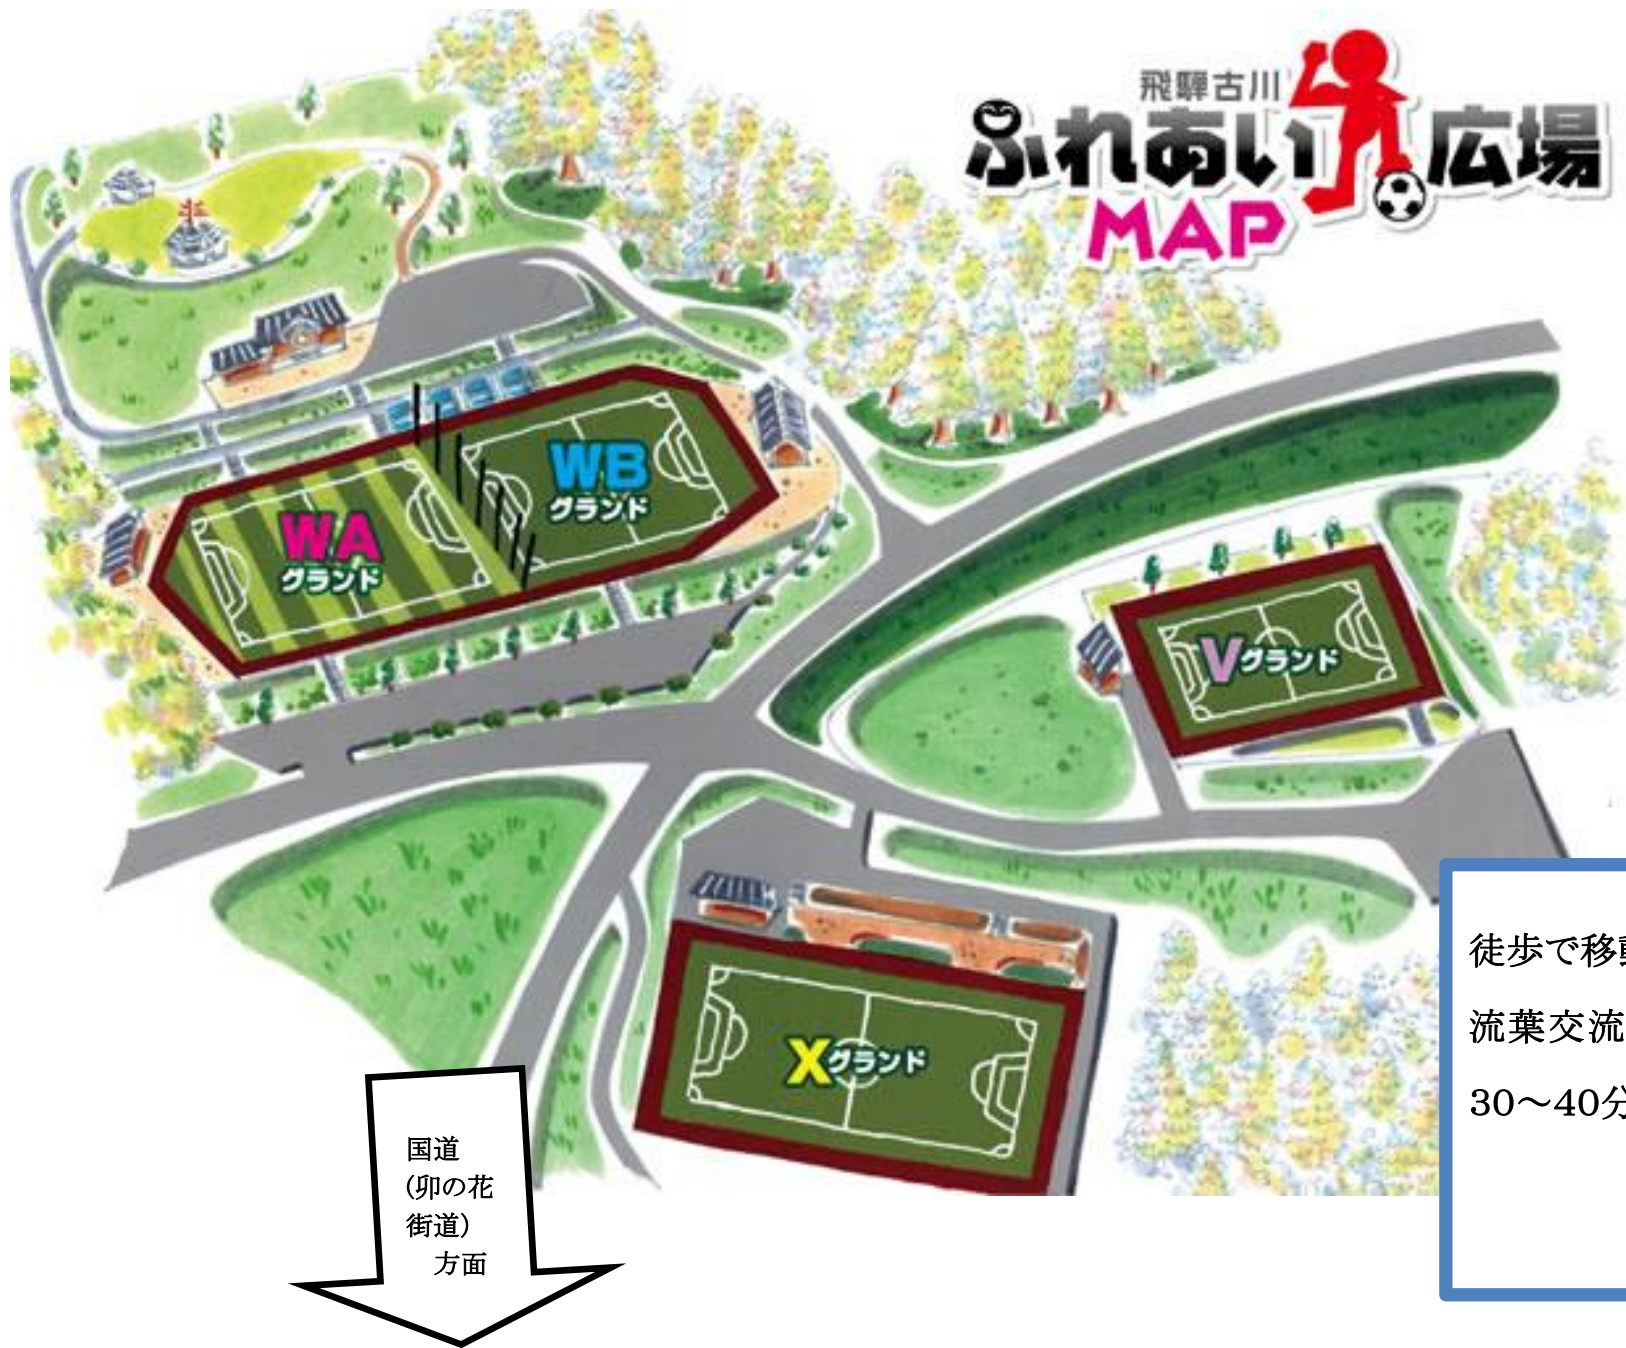 飛騨古川
ふれあい広場
MAP
WB
グランド
WA
グランド
Vグランド
Xグランド
徒歩で移
流葉交流
30～40分
国道
(卯の花
街道)
方面